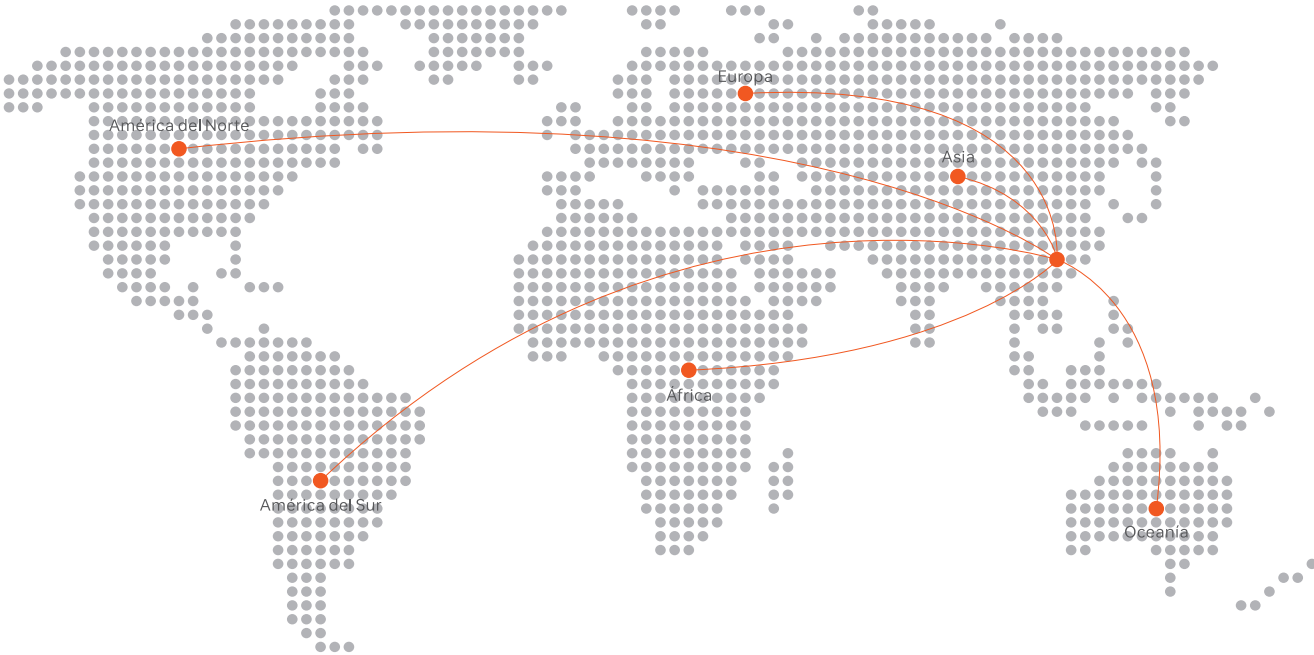 Europa
América del Norte
Asia
África
América del Sur
Oceanía